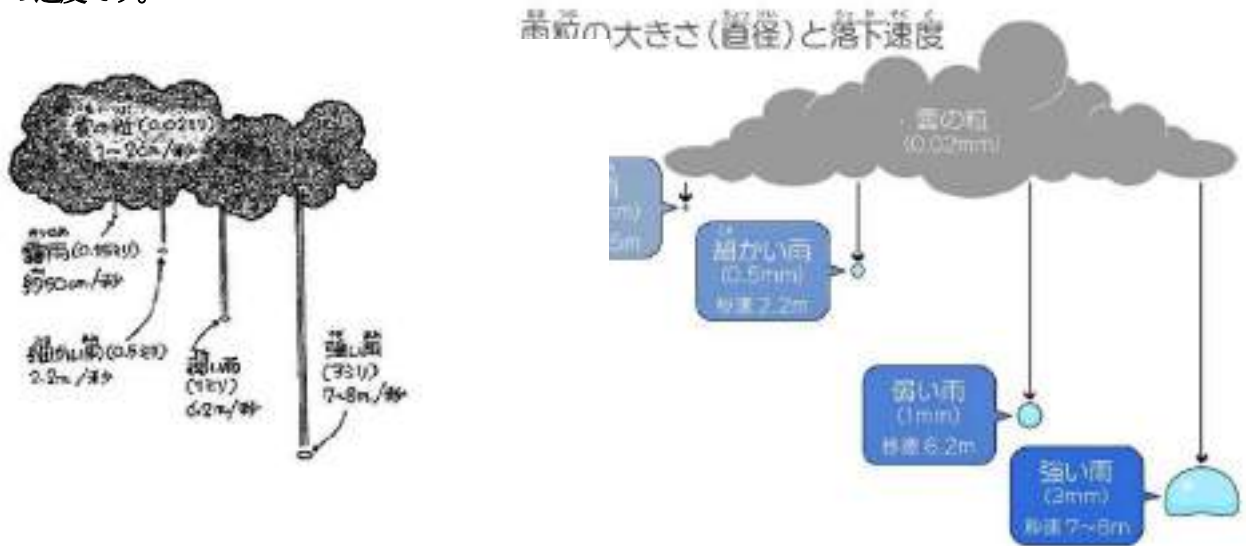 の速度です。
雲の粒(0.02ミリ)
1〜2cm/秒
霧雨(0.15ミリ)
約50cm/秒
細かい雨(0.5ミリ)
2.2m/秒
弱い雨
(1ミリ)
6.2m/秒
強い雨
(3ミリ)
7~8m/秒
雨粒の大きさ(直径)と落下速度
雲の粒
(0.02mm)
細かい雨
(0.5mm)
秒速2.2m
弱い雨
(1mm)
秒速6.2m
強い雨
(3mm)
秒速7~8m